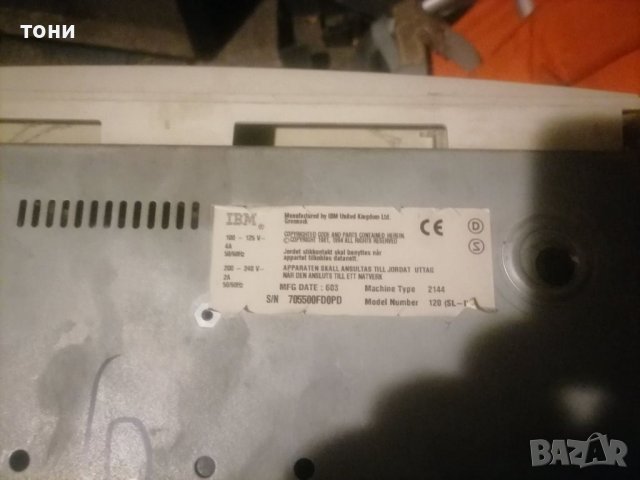 тони
IBM ®
Manufactured by IBM United Kingdom Ltd.
Greenock
100 - 125 V~
4A
50/60Hz
COPYRIGHTED CODE AND PARTS CONTAINED HEREIN.
© COPYRIGHT 1981, 1994 ALL RIGHTS RESERVED.
Jordet stikkontakt skal benyttes når
apparatet tilkobles datanett.
200 - 240 V~
2A
50/60Hz
APPARATEN SKALL ANSLUTAS TILL JORDAT UTTAG
NÄR DEN ANSLUTS TILL ETT NÄTVERK
MFG DATE : 603 Machine Type 2144
S/N 705500FD0PD Model Number 120 (SL-
CE
D
S
BAZAR
bg